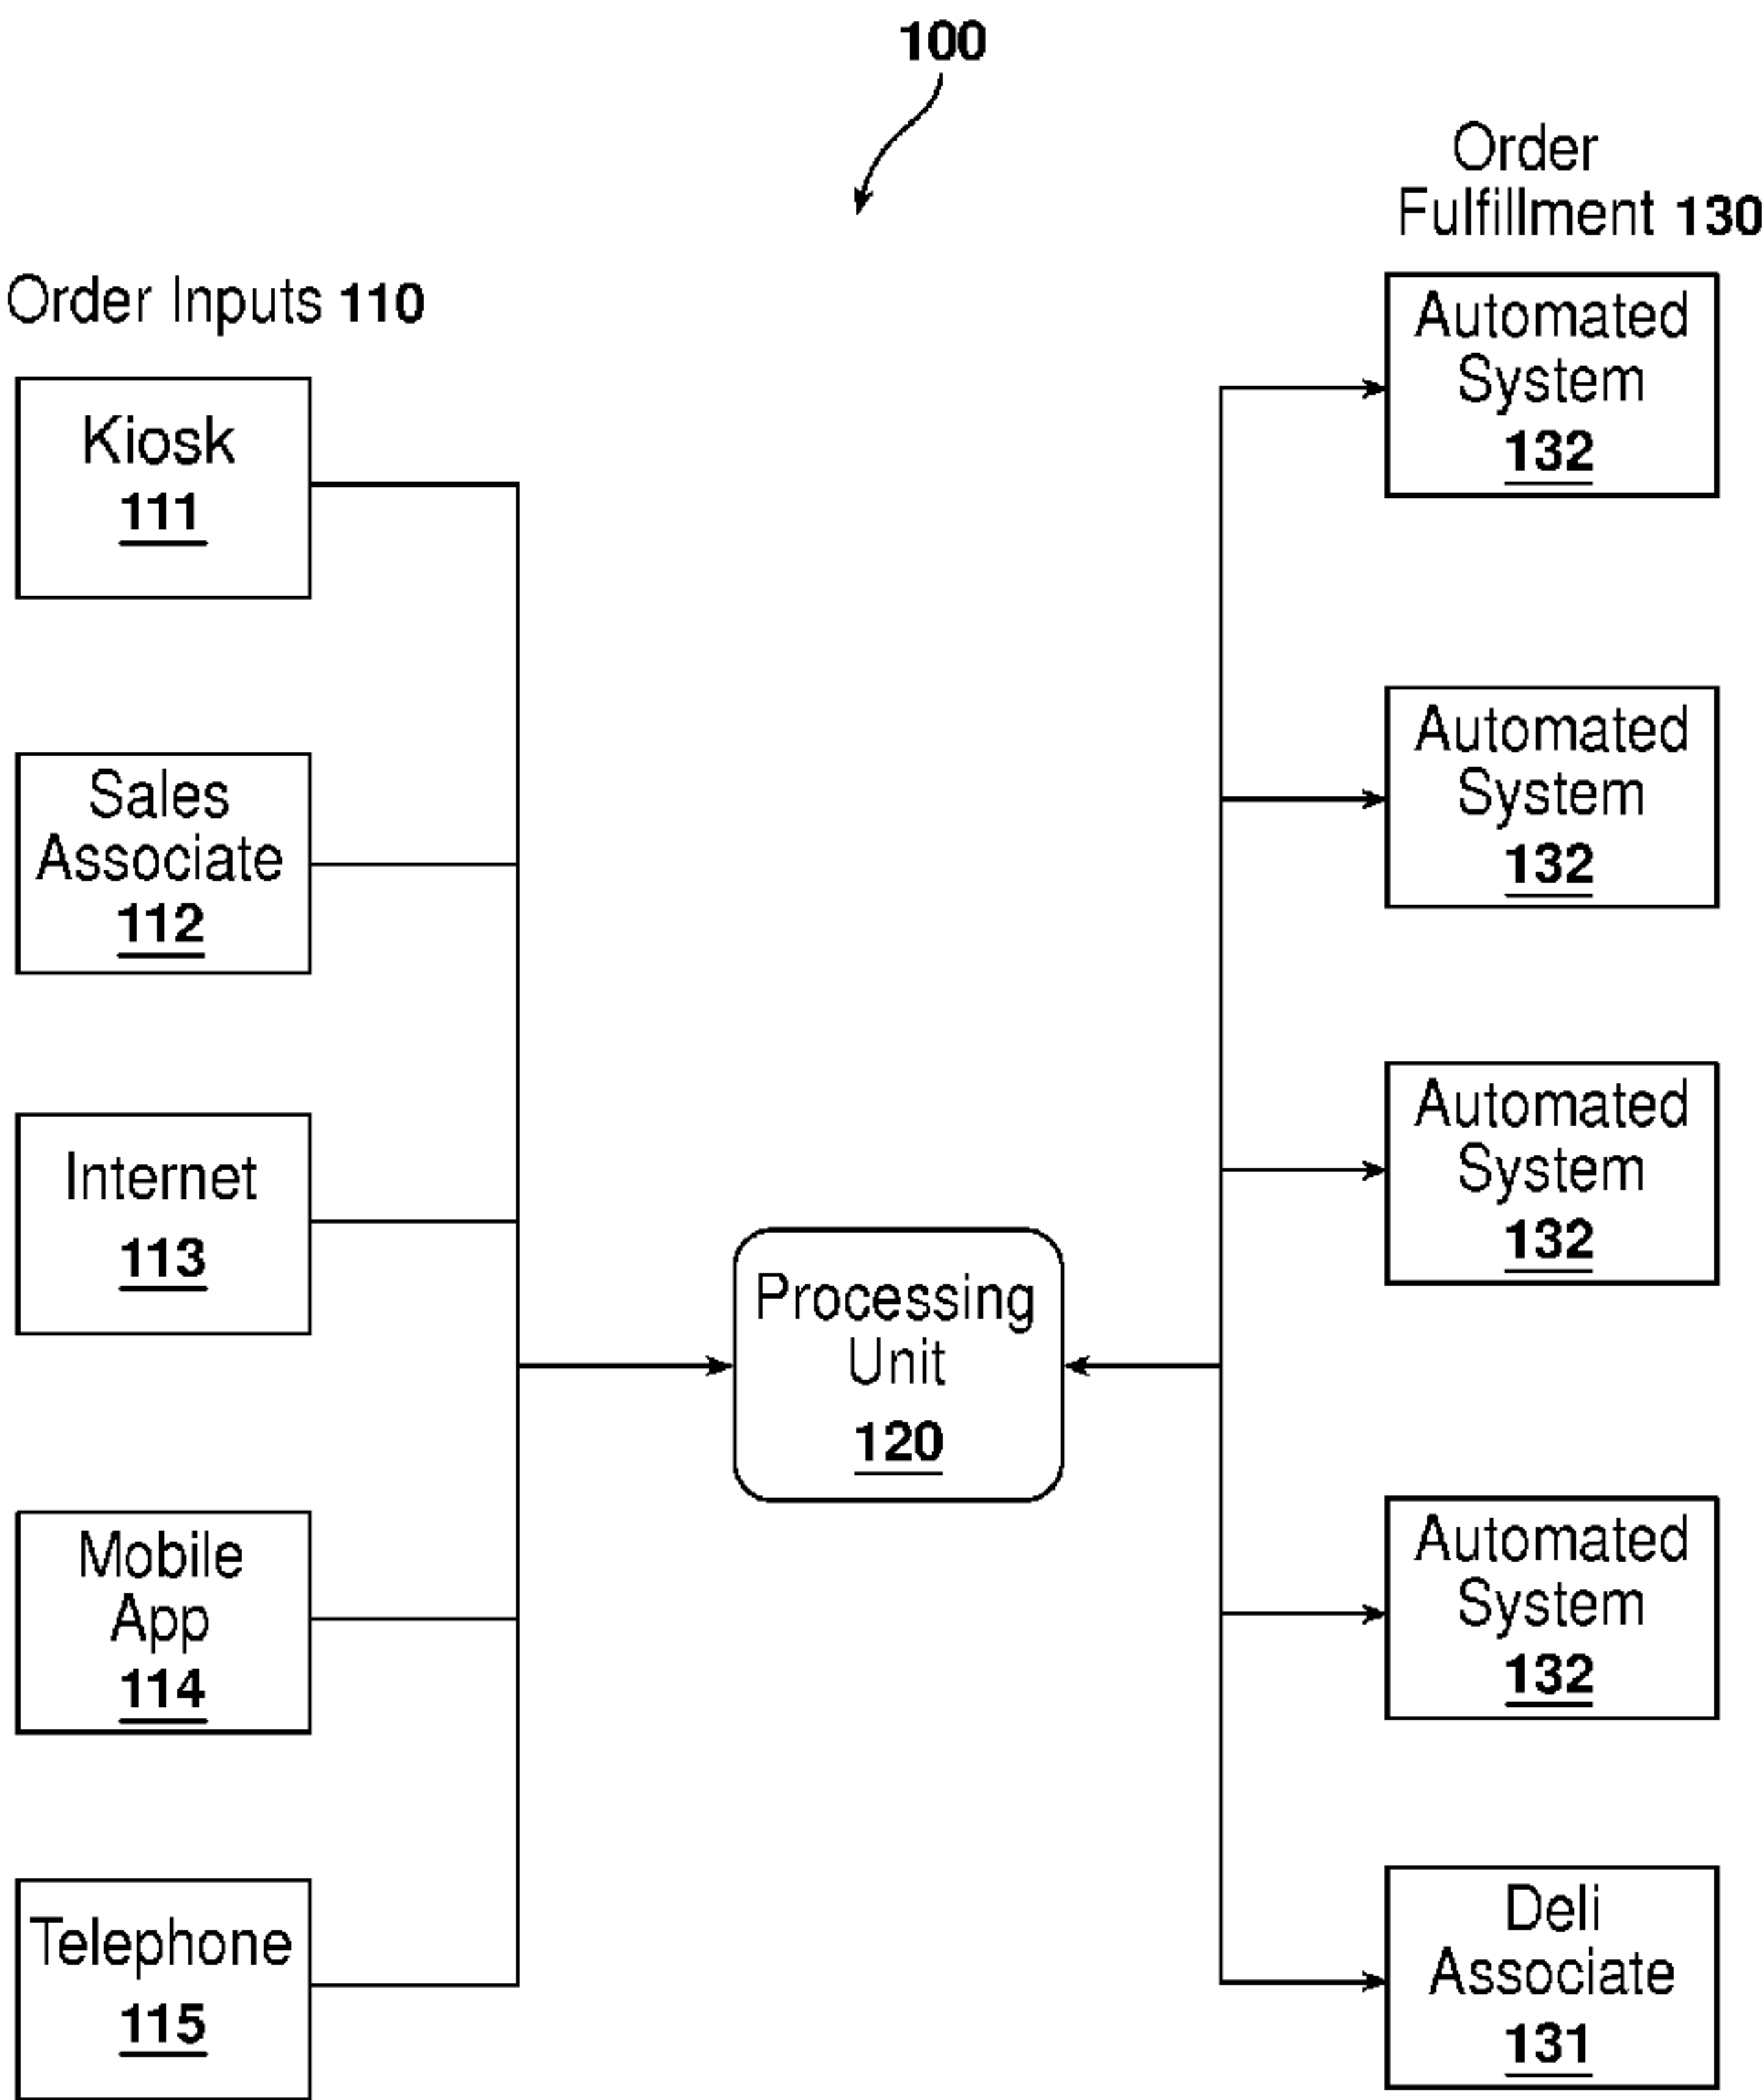 100
Order Inputs 110
Kiosk
111
Sales
Associate
112
Internet
113
Mobile
App
114
Telephone
115
Processing
Unit
120
Order
Fulfillment 130
Automated
System
132
Automated
System
132
Automated
System
132
Automated
System
132
Deli
Associate
131